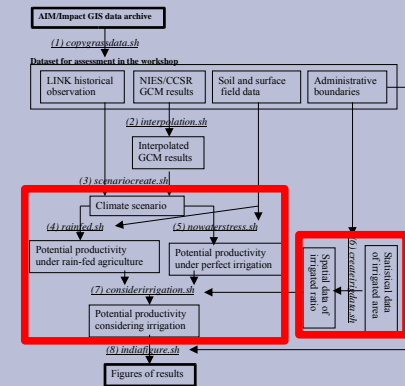 AIM/Impact GIS data archive
(1) copygrassdata.sh
Dataset for assessment in the workshop
LINK historical
observation
NIES/CCSR
GCM results
Soil and surface
field data
Administrative
boundaries
(2) interpolation.sh
Interpolated
GCM results
(3) scenariocreate.sh
Climate scenario
(4) rainfed.sh
(5) nowaterstress.sh
Potential productivity
under rain-fed agriculture
Potential productivity
under perfect irrigation
Spatial data of
irrigated ratio
(6) createirridata.sh
Statistical data
of irrigated area
(7) considerirrigation.sh
Potential productivity
considering irrigation
(8) indiafigure.sh
Figures of results